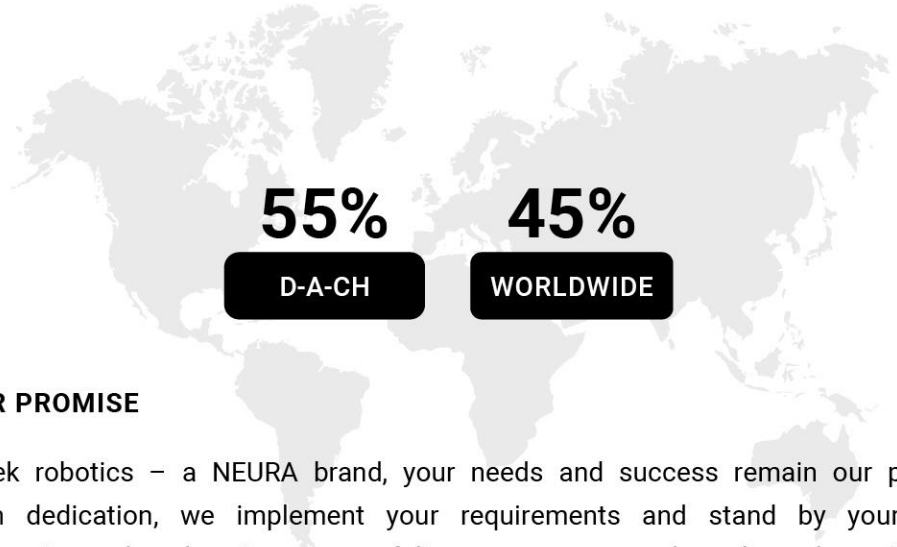 55% 45%
D-A-CH WORLDWIDE
R PROMISE
ek robotics – a NEURA brand, your needs and success remain our p
dedication, we implement your requirements and stand by your